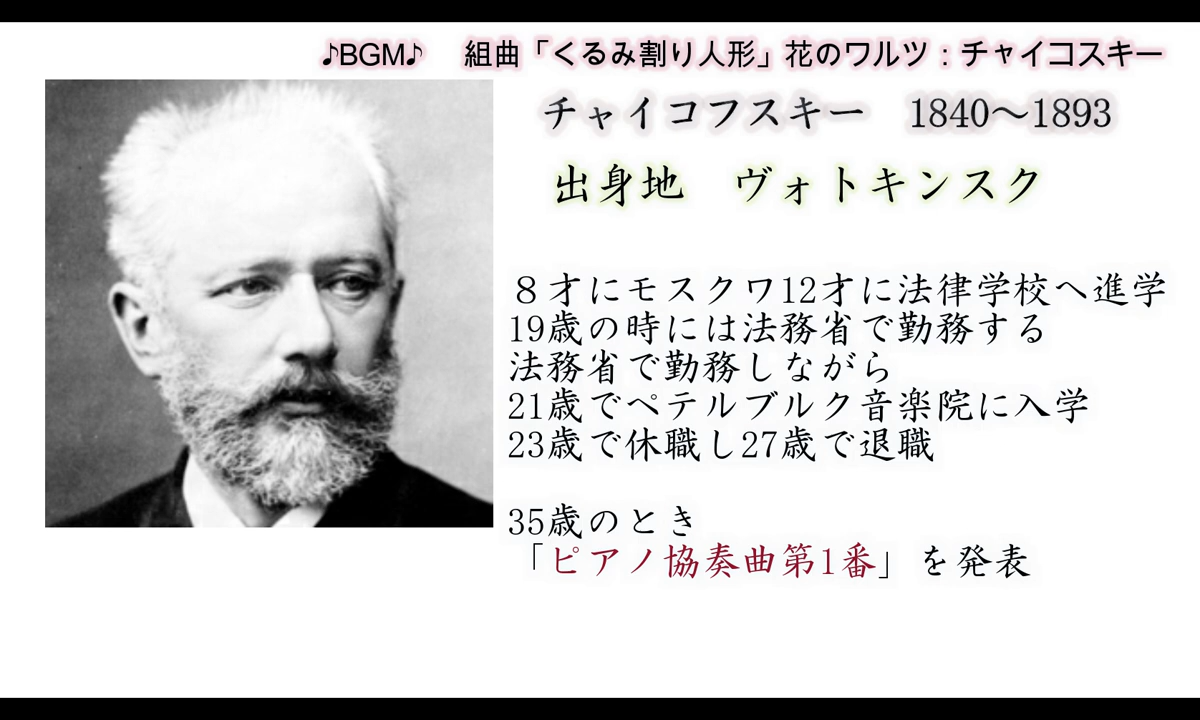 ♪BGM♪　組曲「くるみ割り人形」花のワルツ：チャイコスキー
チャイコフスキー　1840～1893
出身地　ヴォトキンスク
８才にモスクワ12才に法律学校へ進学
19歳の時には法務省で勤務する
法務省で勤務しながら
21歳でペテルブルク音楽院に入学
23歳で休職し27歳で退職
35歳のとき
「ピアノ協奏曲第1番」を発表